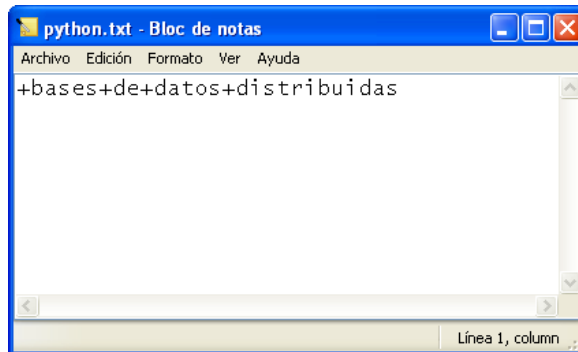 python.txt - Bloc de notas
Archivo Edición Formato Ver Ayuda
+bases+de+datos+distribuidas
Línea 1, column